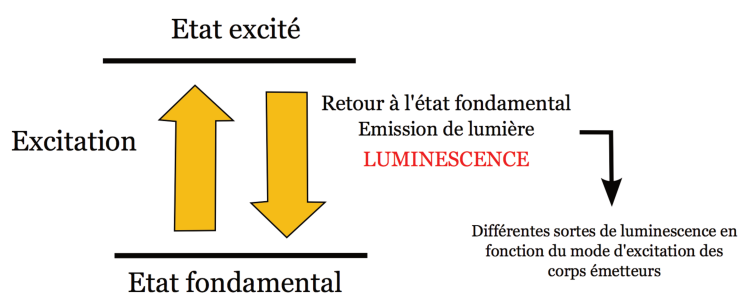 Etat excité
Excitation
Retour à l'état fondamental
Emission de lumière
LUMINESCENCE
Différentes sortes de luminescence en
fonction du mode d'excitation des
corps émetteurs
Etat fondamental